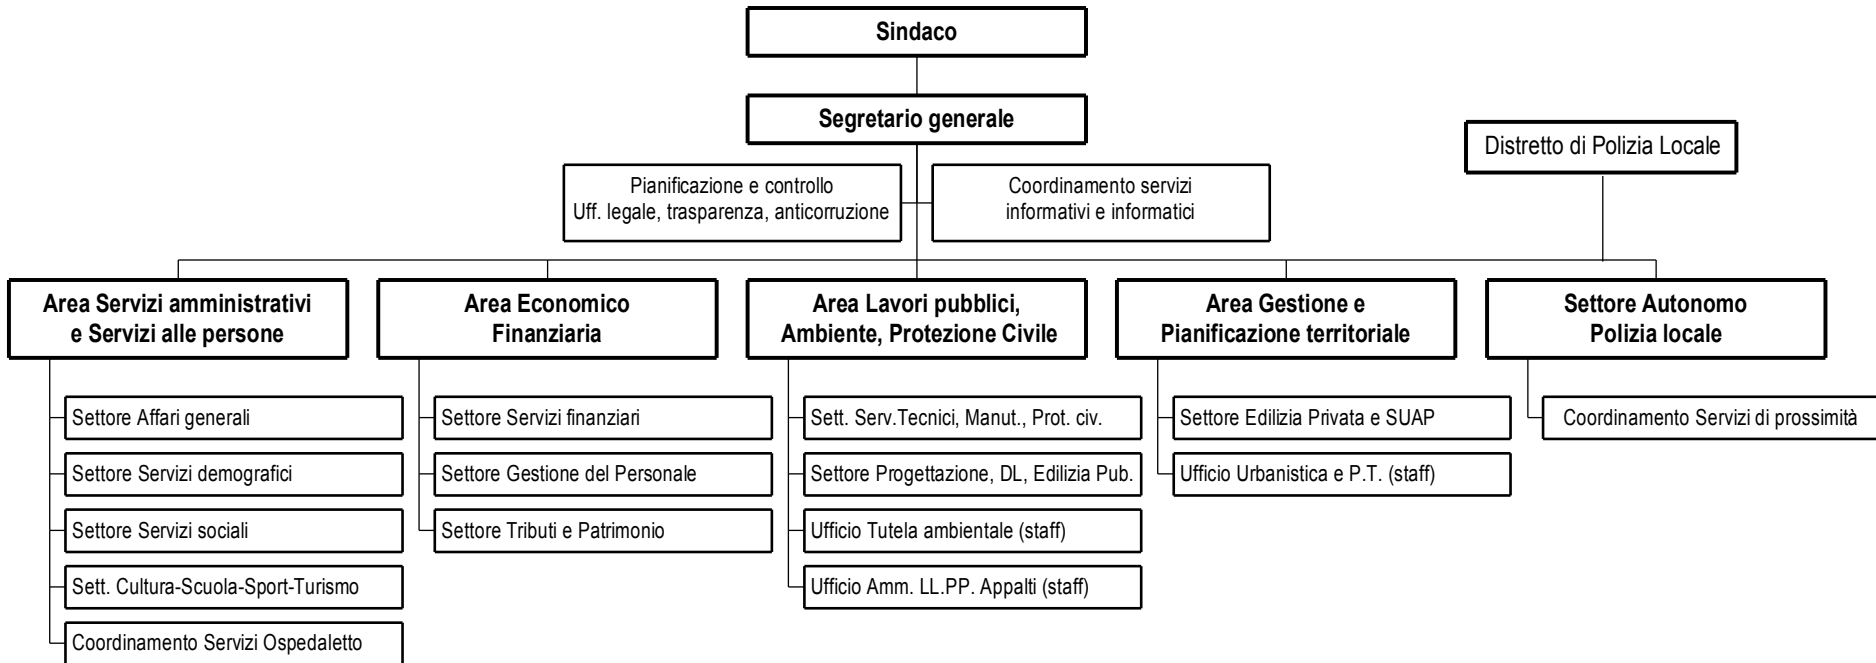 Sindaco
Segretario generale
Distretto di Polizia Locale
Pianificazione e controllo
Uff. legale, trasparenza, anticorruzione
Coordinamento servizi
informativi e informatici
Area Servizi amministrativi
e Servizi alle persone
Area Economico
Finanziaria
Area Lavori pubblici,
Ambiente, Protezione Civile
Area Gestione e
Pianificazione territoriale
Settore Autonomo
Polizia locale
Settore Affari generali
Settore Servizi demografici
Settore Servizi sociali
Sett. Cultura-Scuola-Sport-Turismo
Coordinamento Servizi Ospedaletto
Settore Servizi finanziari
Settore Gestione del Personale
Settore Tributi e Patrimonio
Sett. Serv.Tecnici, Manut., Prot. civ.
Settore Progettazione, DL, Edilizia Pub.
Ufficio Tutela ambientale (staff)
Ufficio Amm. LL.PP. Appalti (staff)
Settore Edilizia Privata e SUAP
Ufficio Urbanistica e P.T. (staff)
Coordinamento Servizi di prossimità